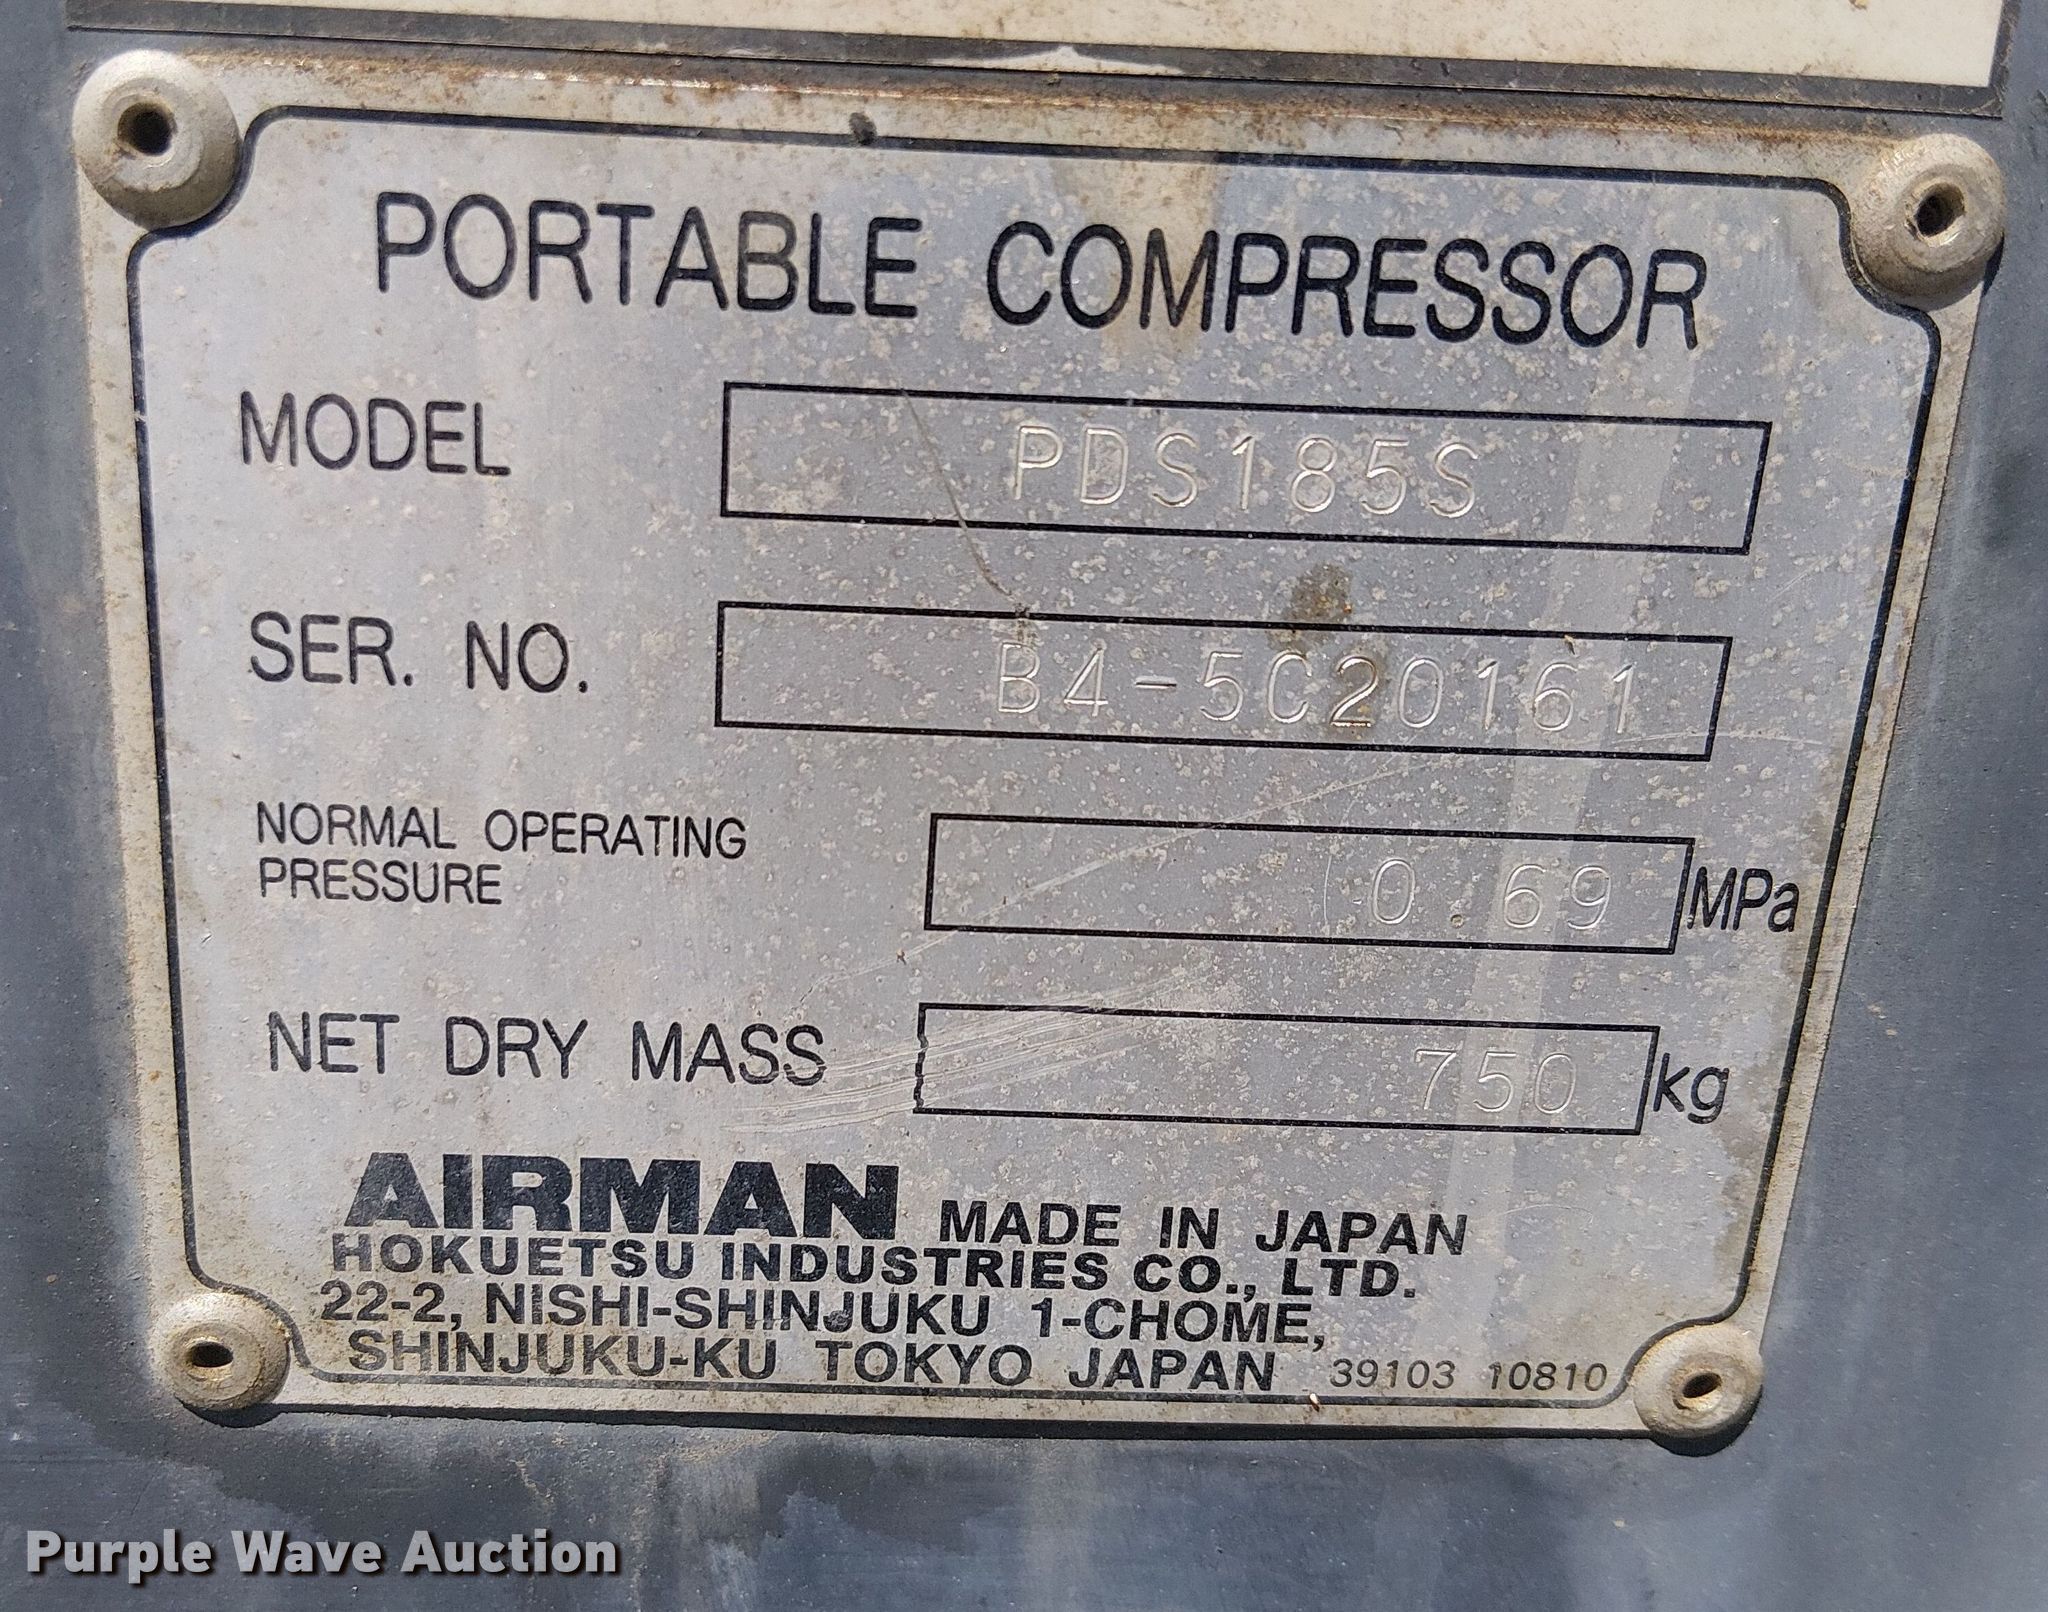 PORTABLE COMPRESSOR
MODEL PDS185S
SER. NO. B4-5C20161
NORMAL OPERATING
PRESSURE 0.69 MPa
NET DRY MASS 750 kg
AIRMAN MADE IN JAPAN
HOKUETSU INDUSTRIES CO., LTD.
22-2, NISHI-SHINJUKU 1-CHOME,
SHINJUKU-KU TOKYO JAPAN 39103 10810
Purple Wave Auction